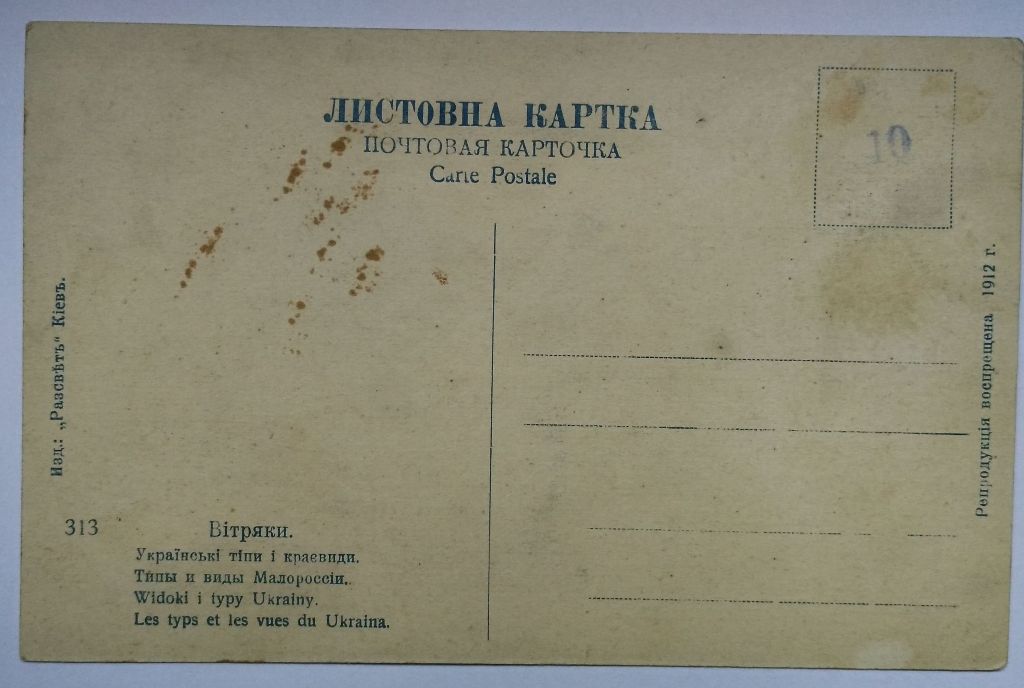 ЛИСТОВНА КАРТКА
ПОЧТОВАЯ КАРТОЧКА
Carte Postale
10
Изд.: „Разсвѣтъ" Кіевъ.
Репродукція воспрещена 1912 г.
313 Вітряки.
Українські тіпи і краєвиди.
Типы и виды Малороссіи.
Widoki i typy Ukrainy.
Les typs et les vues du Ukraina.